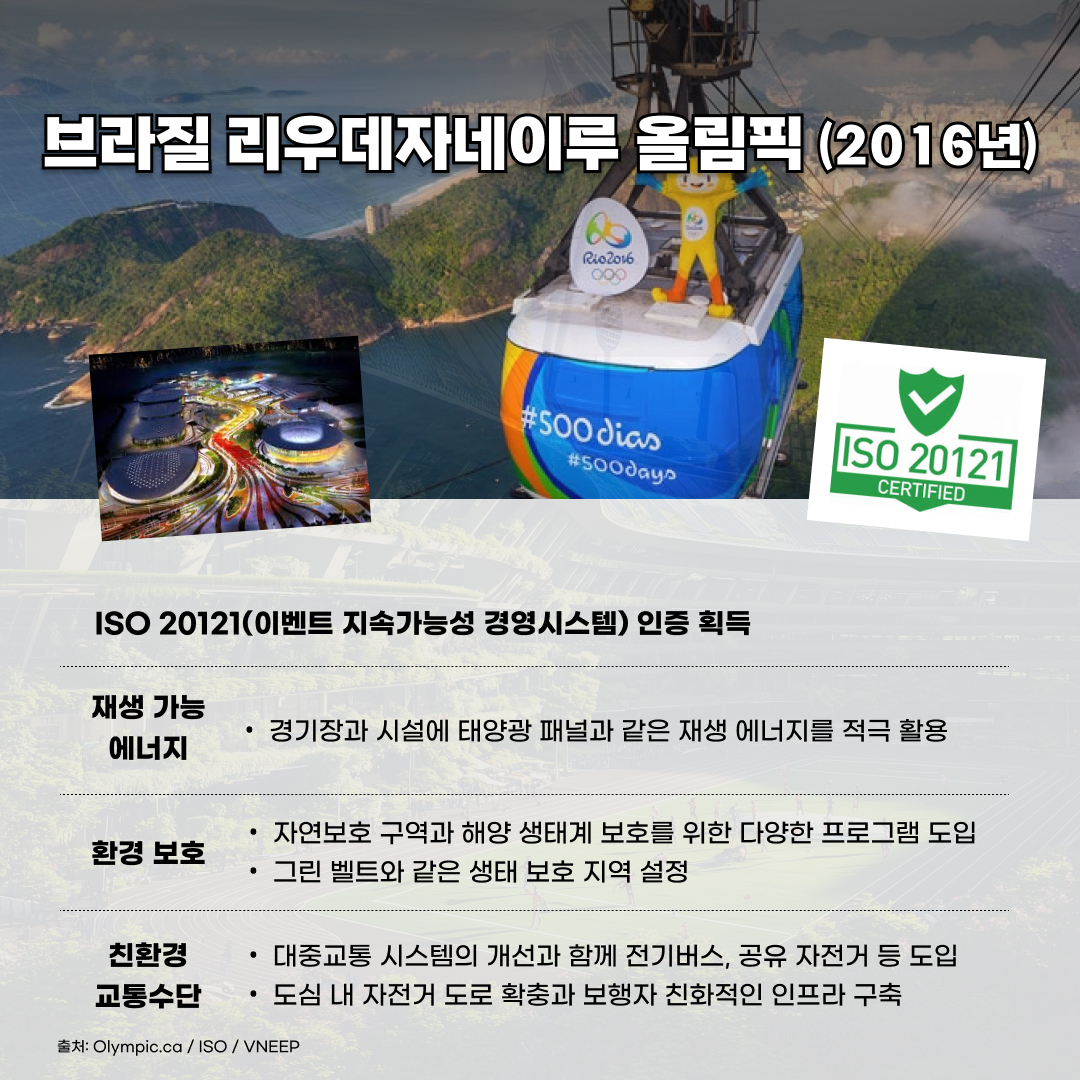 브라질 리우데자네이루 올림픽 (2016년)
Rio2016
#500dias
#500days
ISO 20121
CERTIFIED
ISO 20121(이벤트 지속가능성 경영시스템) 인증 획득
재생 가능
에너지
• 경기장과 시설에 태양광 패널과 같은 재생 에너지를 적극 활용
환경 보호
• 자연보호 구역과 해양 생태계 보호를 위한 다양한 프로그램 도입
• 그린 벨트와 같은 생태 보호 지역 설정
친환경
교통수단
• 대중교통 시스템의 개선과 함께 전기버스, 공유 자전거 등 도입
• 도심 내 자전거 도로 확충과 보행자 친화적인 인프라 구축
출처: Olympic.ca / ISO / VNEEP